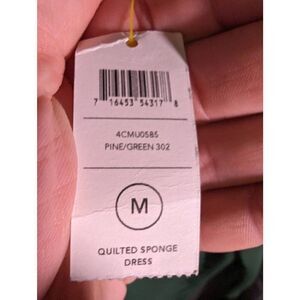 7 16453 54317 8
4CMU0585
PINE/GREEN 302
M
QUILTED SPONGE
DRESS